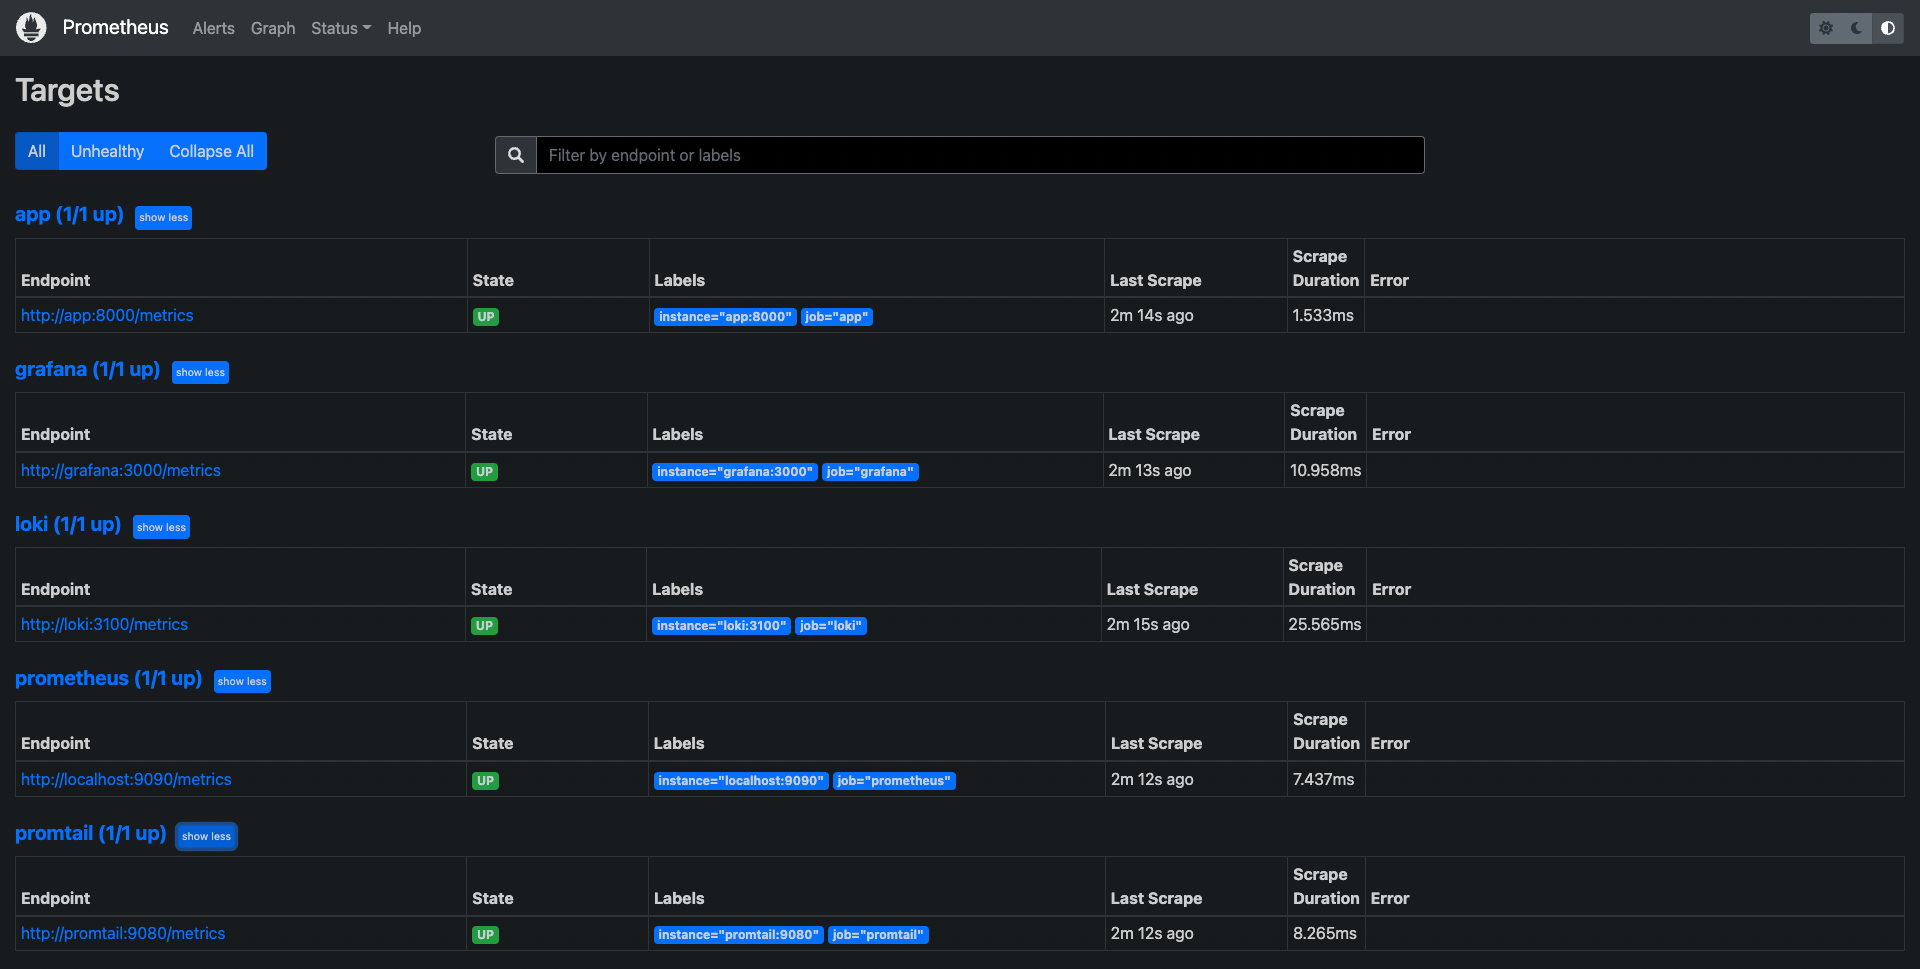 Prometheus Alerts Graph Status Help
Targets
All Unhealthy Collapse All
Filter by endpoint or labels
app (1/1 up) show less
Endpoint State Labels Last Scrape Scrape Duration Error
http://app:8000/metrics UP instance="app:8000" job="app" 2m 14s ago 1.533ms
grafana (1/1 up) show less
Endpoint State Labels Last Scrape Scrape Duration Error
http://grafana:3000/metrics UP instance="grafana:3000" job="grafana" 2m 13s ago 10.958ms
loki (1/1 up) show less
Endpoint State Labels Last Scrape Scrape Duration Error
http://loki:3100/metrics UP instance="loki:3100" job="loki" 2m 15s ago 25.565ms
prometheus (1/1 up) show less
Endpoint State Labels Last Scrape Scrape Duration Error
http://localhost:9090/metrics UP instance="localhost:9090" job="prometheus" 2m 12s ago 7.437ms
promtail (1/1 up) show less
Endpoint State Labels Last Scrape Scrape Duration Error
http://promtail:9080/metrics UP instance="promtail:9080" job="promtail" 2m 12s ago 8.265ms